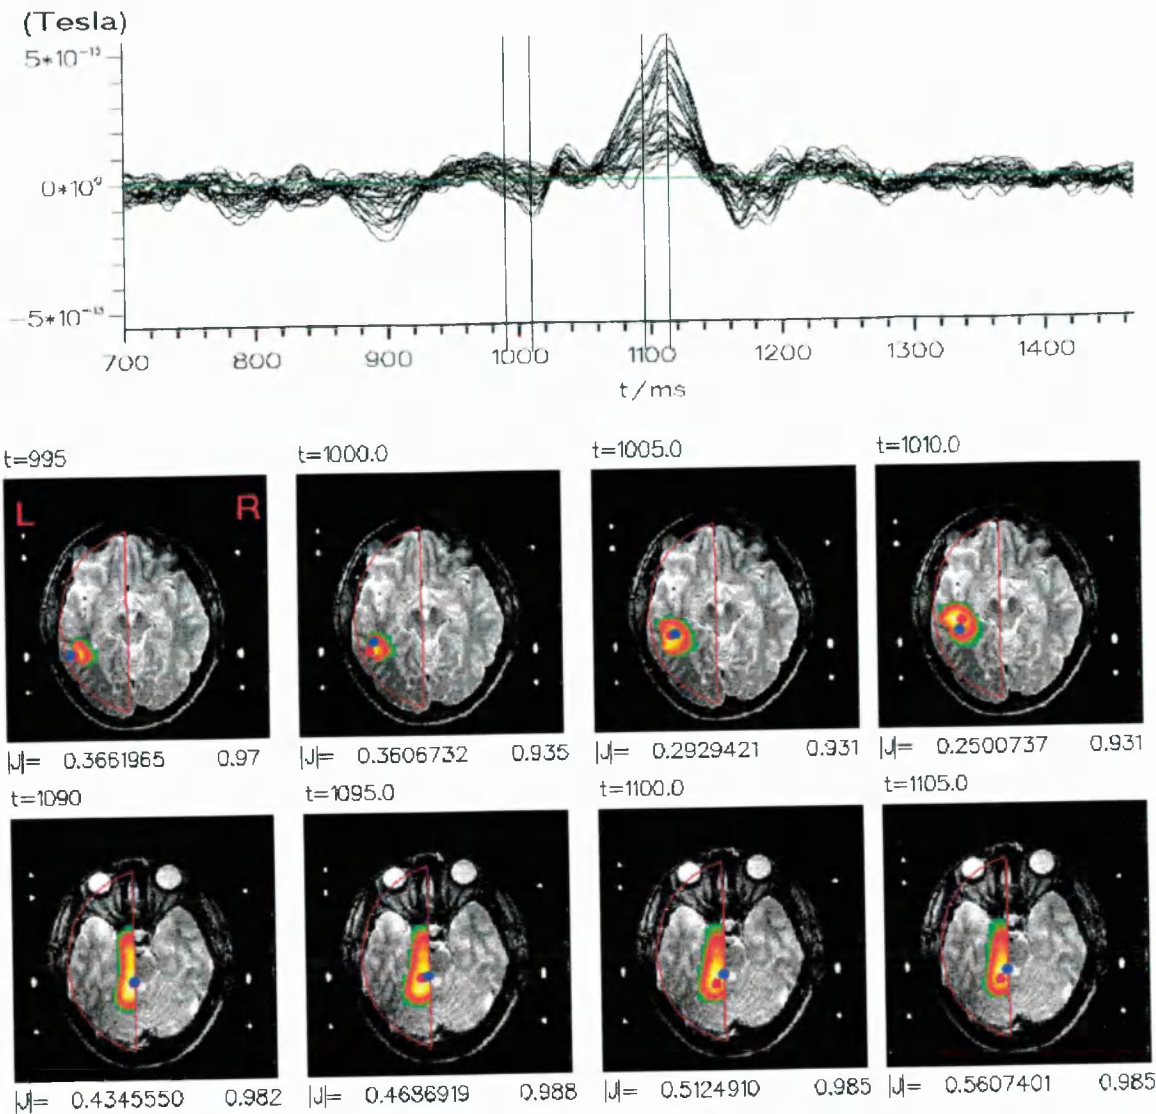 (Tesla)
5*10⁻¹³
0*10⁰
−5*10⁻¹³
700 800 900 1000 1100 1200 1300 1400
t/ms
t=995 t=1000.0 t=1005.0 t=1010.0
L R
|J|= 0.3661965 0.97 |J|= 0.3606732 0.935 |J|= 0.2929421 0.931 |J|= 0.2500737 0.931
t=1090 t=1095.0 t=1100.0 t=1105.0
|J|= 0.4345550 0.982 |J|= 0.4686919 0.988 |J|= 0.5124910 0.985 |J|= 0.5607401 0.985